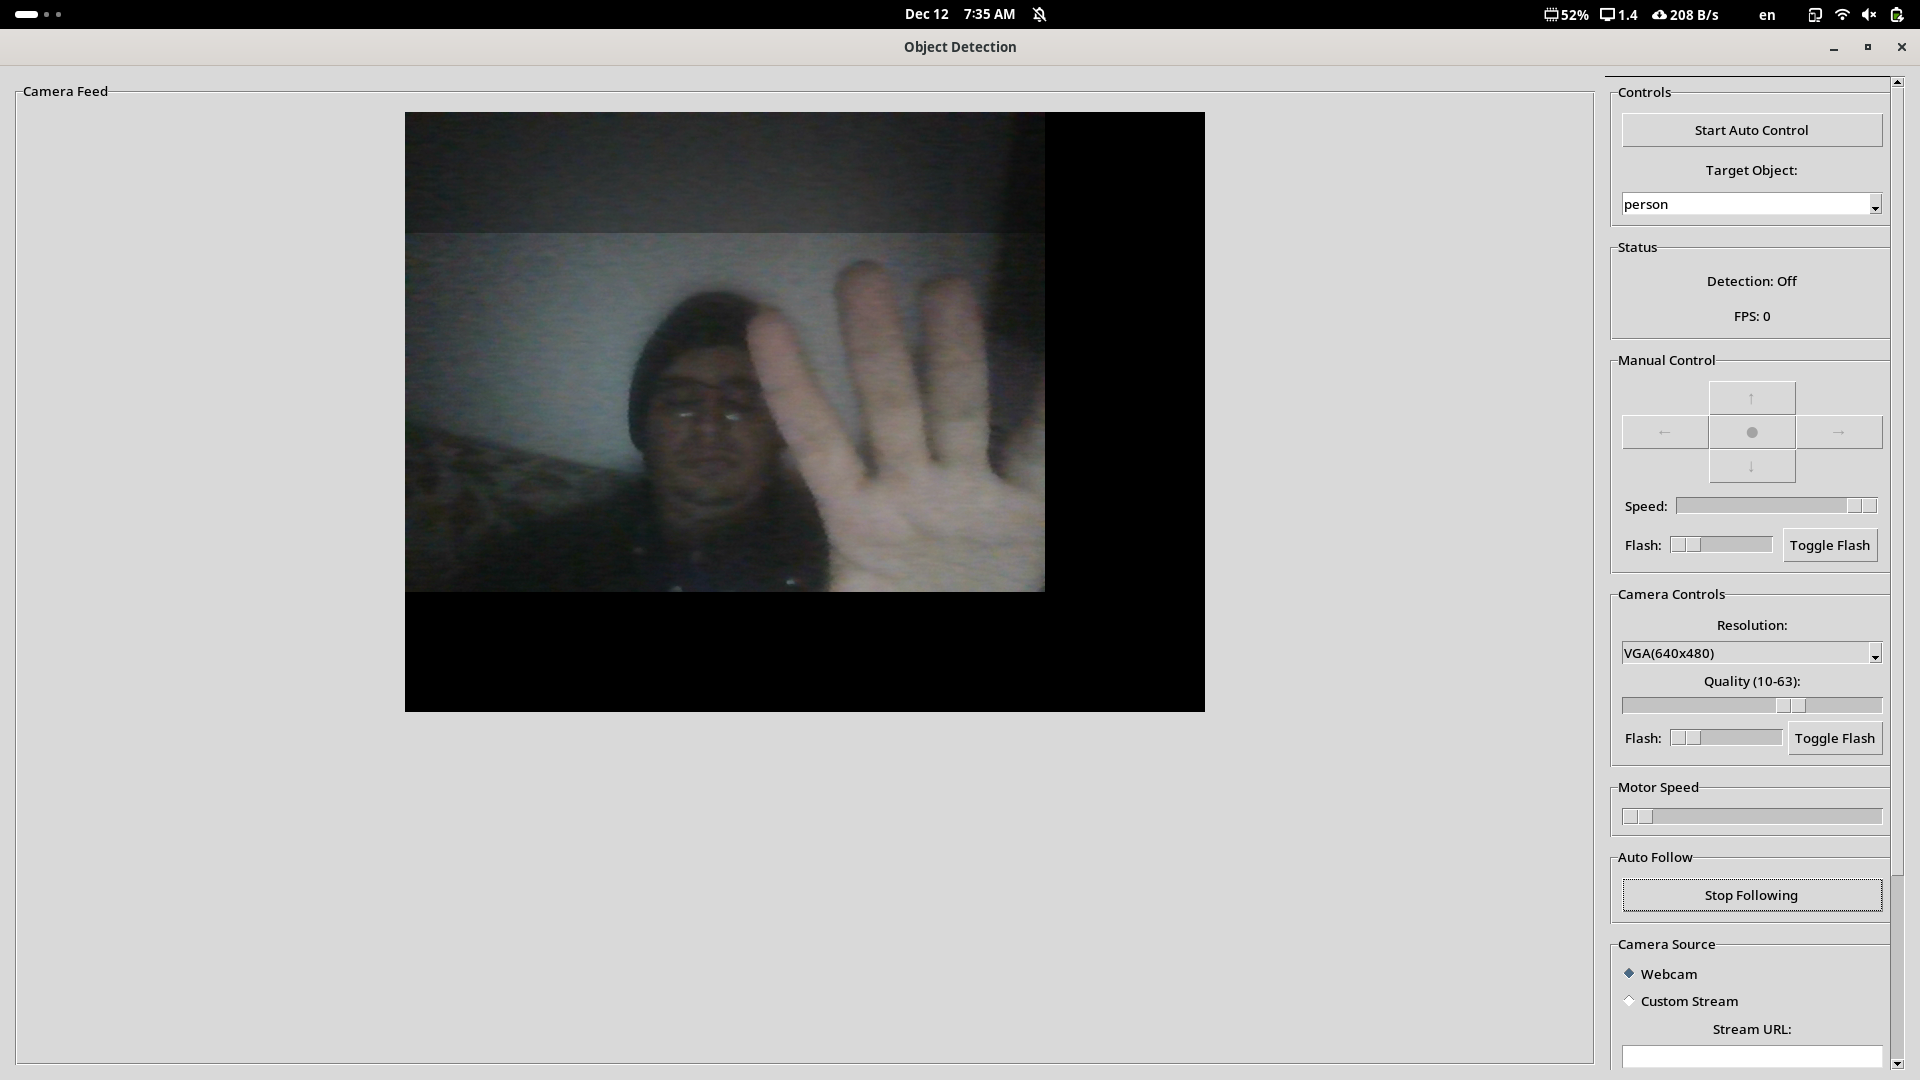 Dec 12 7:35 AM
52% 1.4 208 B/s en
Object Detection
Camera Feed
Controls
Start Auto Control
Target Object:
person
Status
Detection: Off
FPS: 0
Manual Control
↑
← ● →
↓
Speed:
Flash: Toggle Flash
Camera Controls
Resolution:
VGA(640x480)
Quality (10-63):
Flash: Toggle Flash
Motor Speed
Auto Follow
Stop Following
Camera Source
Webcam
Custom Stream
Stream URL: